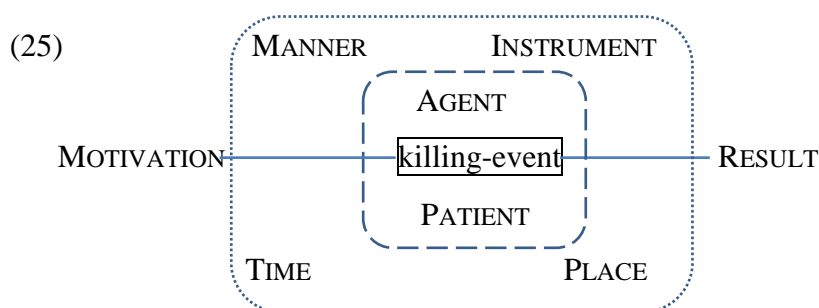 (25) MANNER INSTRUMENT
AGENT
MOTIVATION killing-event RESULT
PATIENT
TIME PLACE